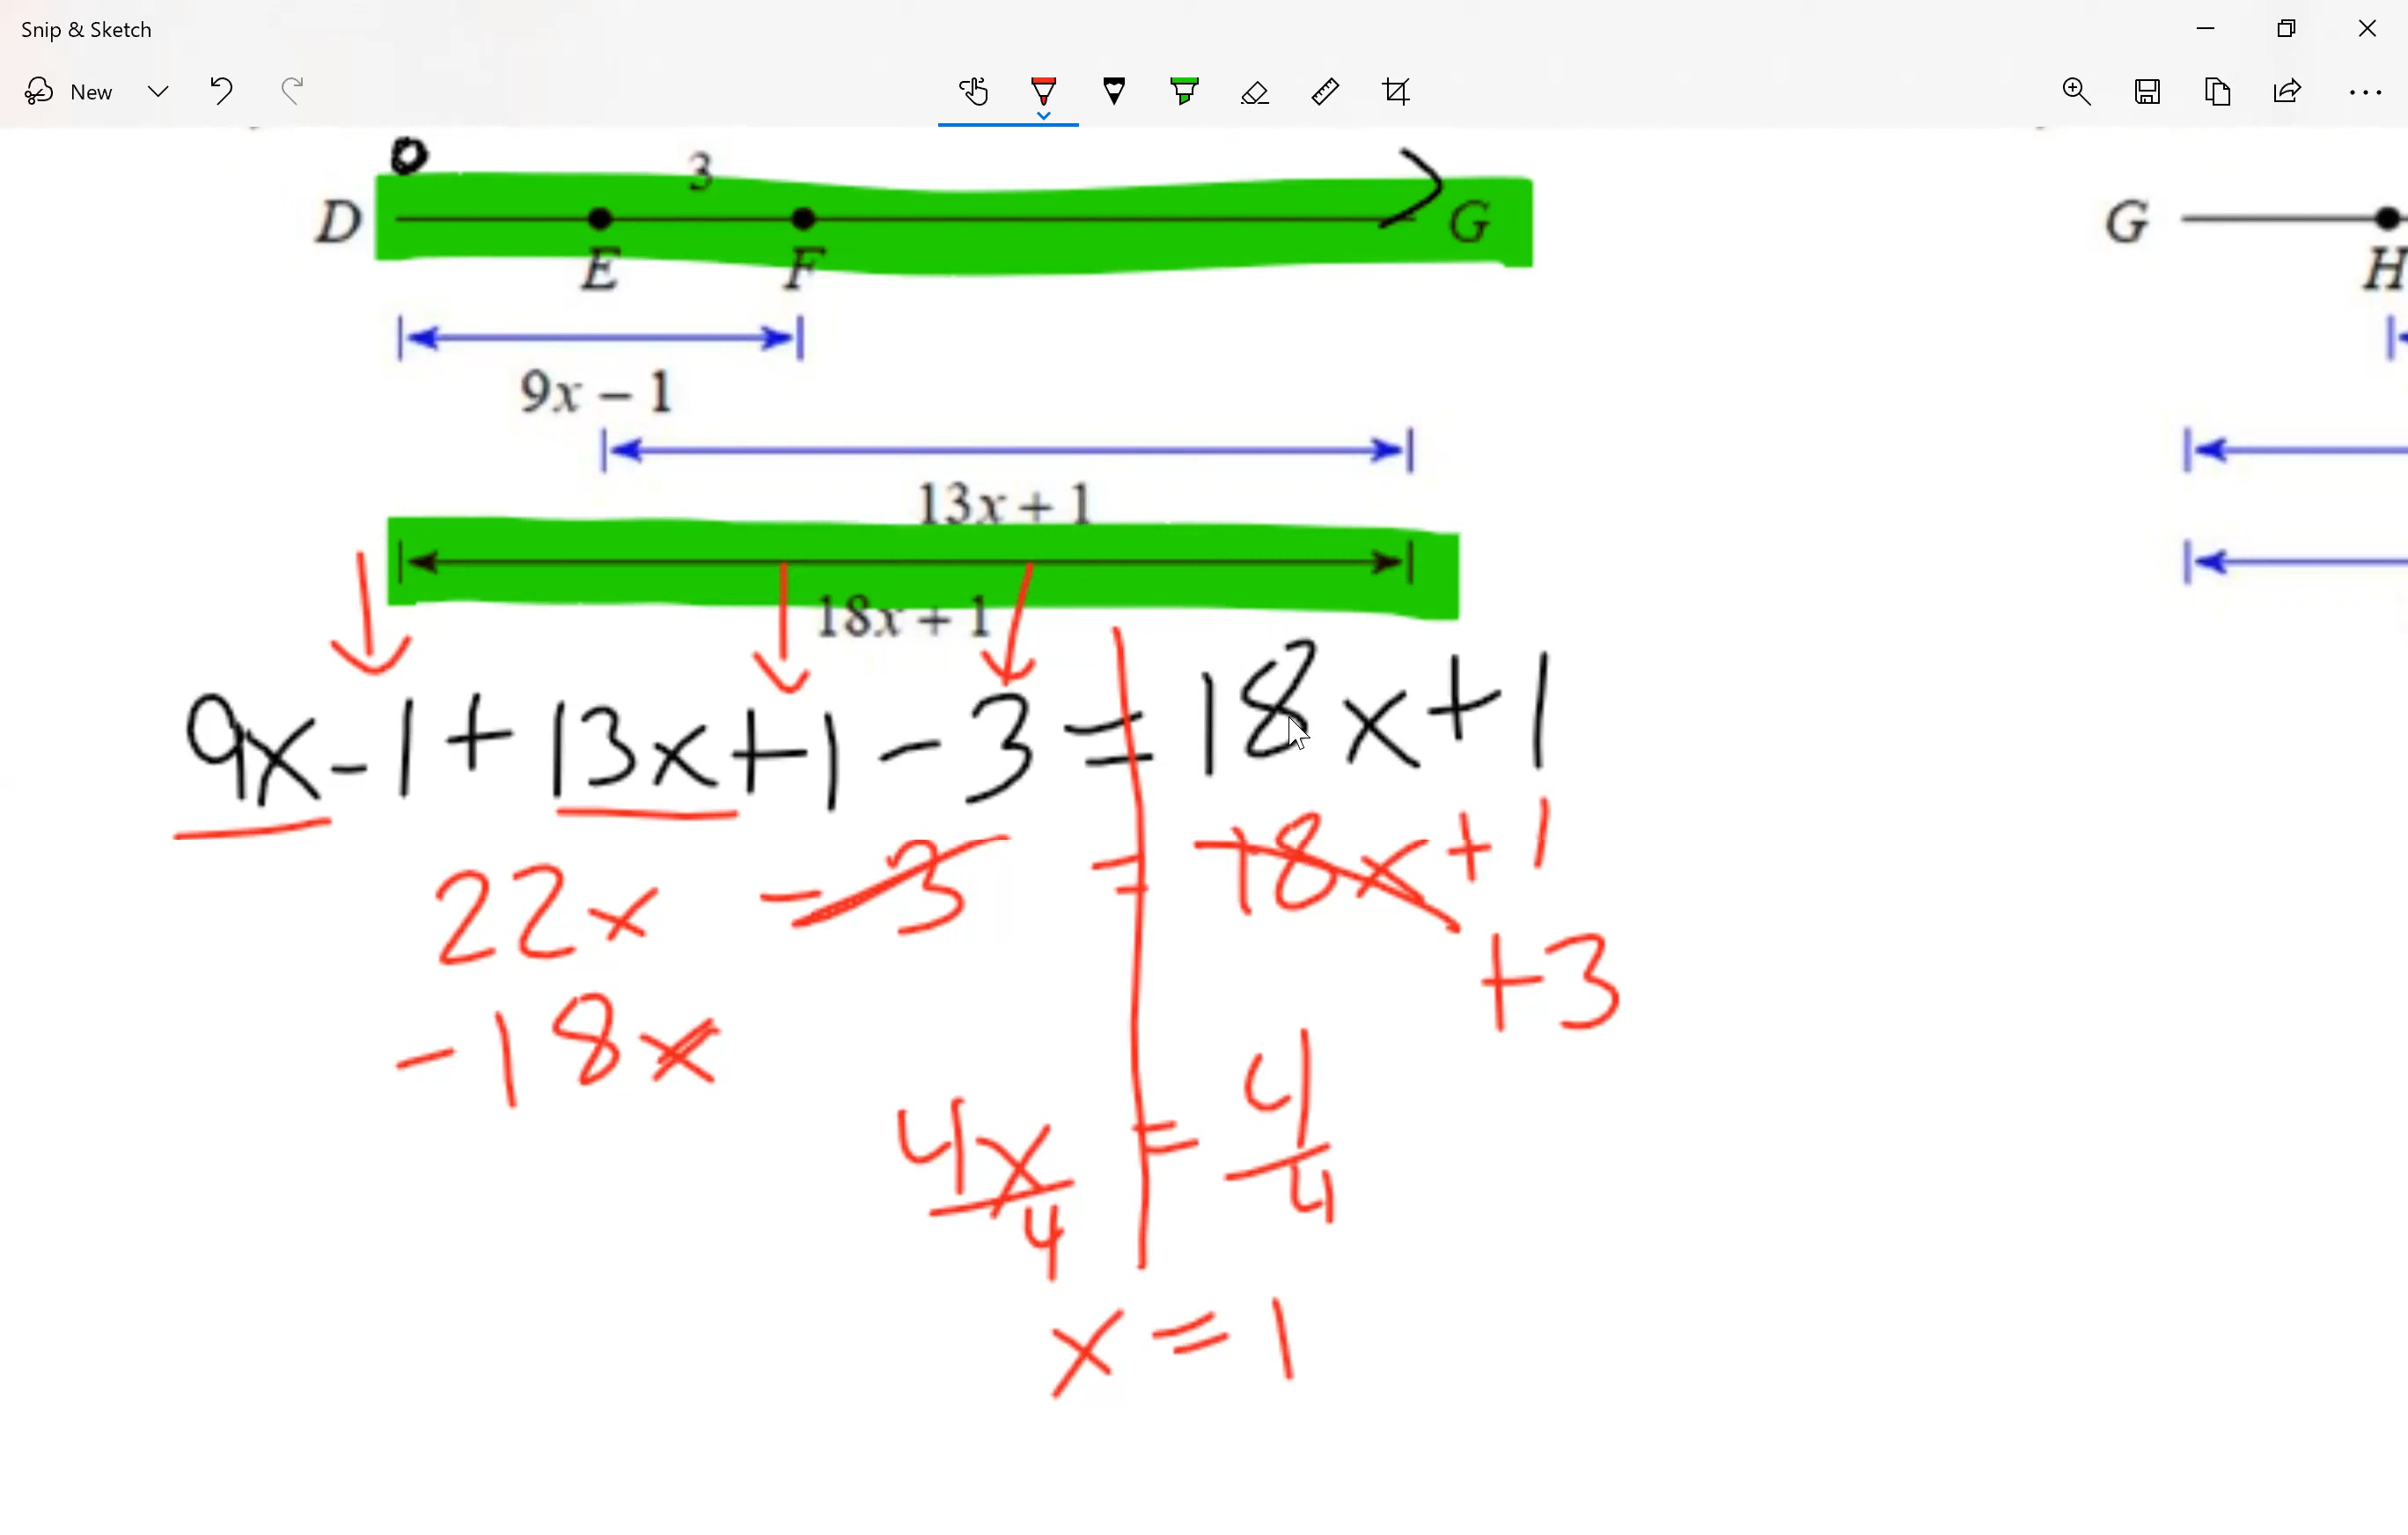 Snip & Sketch
New
3
D G G
E F H
9x − 1
13x + 1
18x + 1
9x - 1 + 13x + 1 - 3 = 18x + 1
22x - 3 = 18x + 1
+3
-18x
4x/4 = 4/4
x = 1